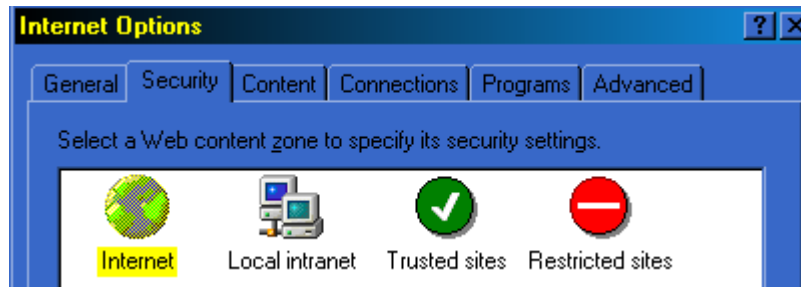 Internet Options
General Security Content Connections Programs Advanced
Select a Web content zone to specify its security settings.
Internet Local intranet Trusted sites Restricted sites